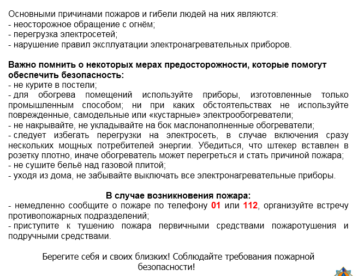 Основными причинами пожаров и гибели людей на них являются:
- неосторожное обращение с огнём;
- перегрузка электросетей;
- нарушение правил эксплуатации электронагревательных приборов.
Важно помнить о некоторых мерах предосторожности, которые помогут
обеспечить безопасность:
- не курите в постели;
- для обогрева помещений используйте приборы, изготовленные только
промышленным способом; ни при каких обстоятельствах не используйте
поврежденные, самодельные или «кустарные» электрообогреватели;
- не накрывайте, не укладывайте на бок маслонаполненные обогреватели;
- следует избегать перегрузки на электросеть, в случае включения сразу
нескольких мощных потребителей энергии. Убедитесь, что штекер вставлен в
розетку плотно, иначе обогреватель может перегреться и стать причиной пожара;
- не сушите бельё над газовой плитой;
- уходя из дома, не забывайте выключать все электронагревательные приборы.
В случае возникновения пожара:
- немедленно сообщите о пожаре по телефону 01 или 112, организуйте встречу
противопожарных подразделений;
- приступите к тушению пожара первичными средствами пожаротушения и
подручными средствами.
Берегите себя и своих близких! Соблюдайте требования пожарной
безопасности!